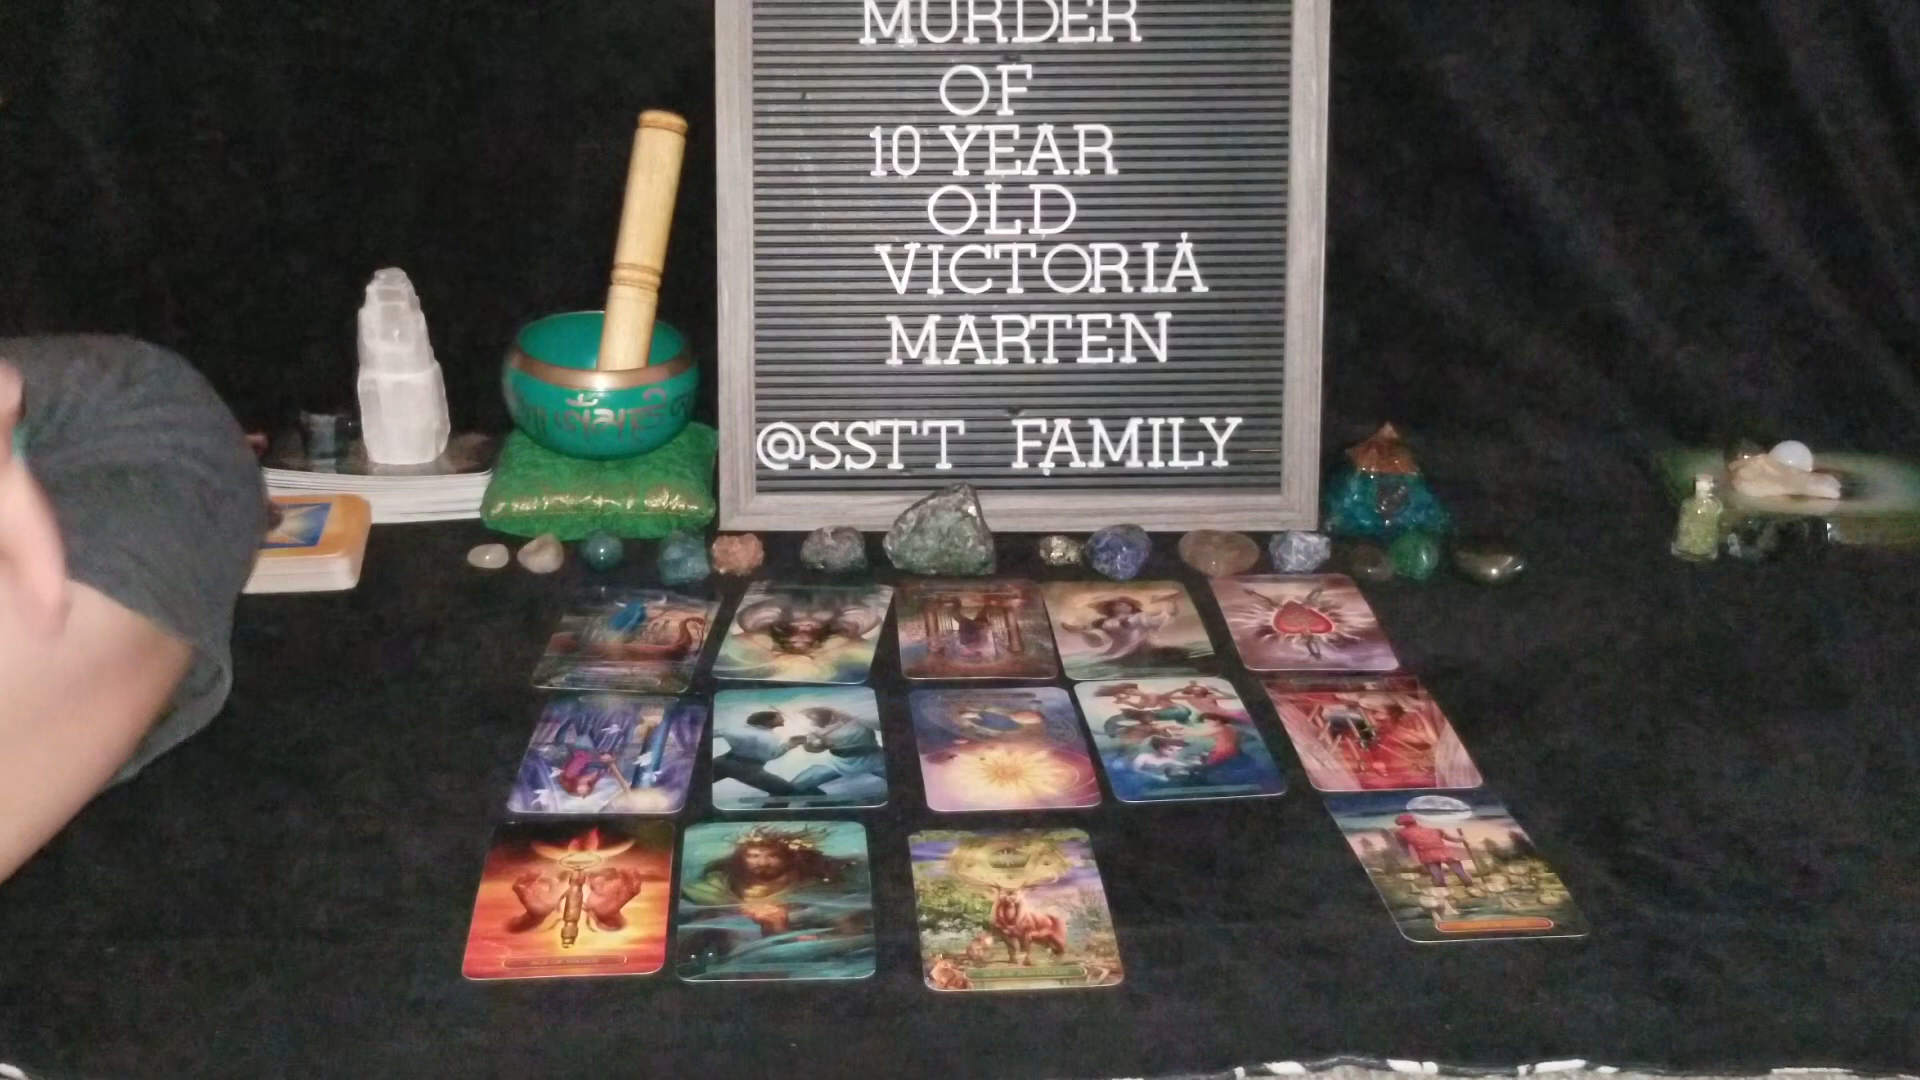 MURDER
OF
10 YEAR
OLD
VICTORIA
MARTEN
@SSTT FAMILY